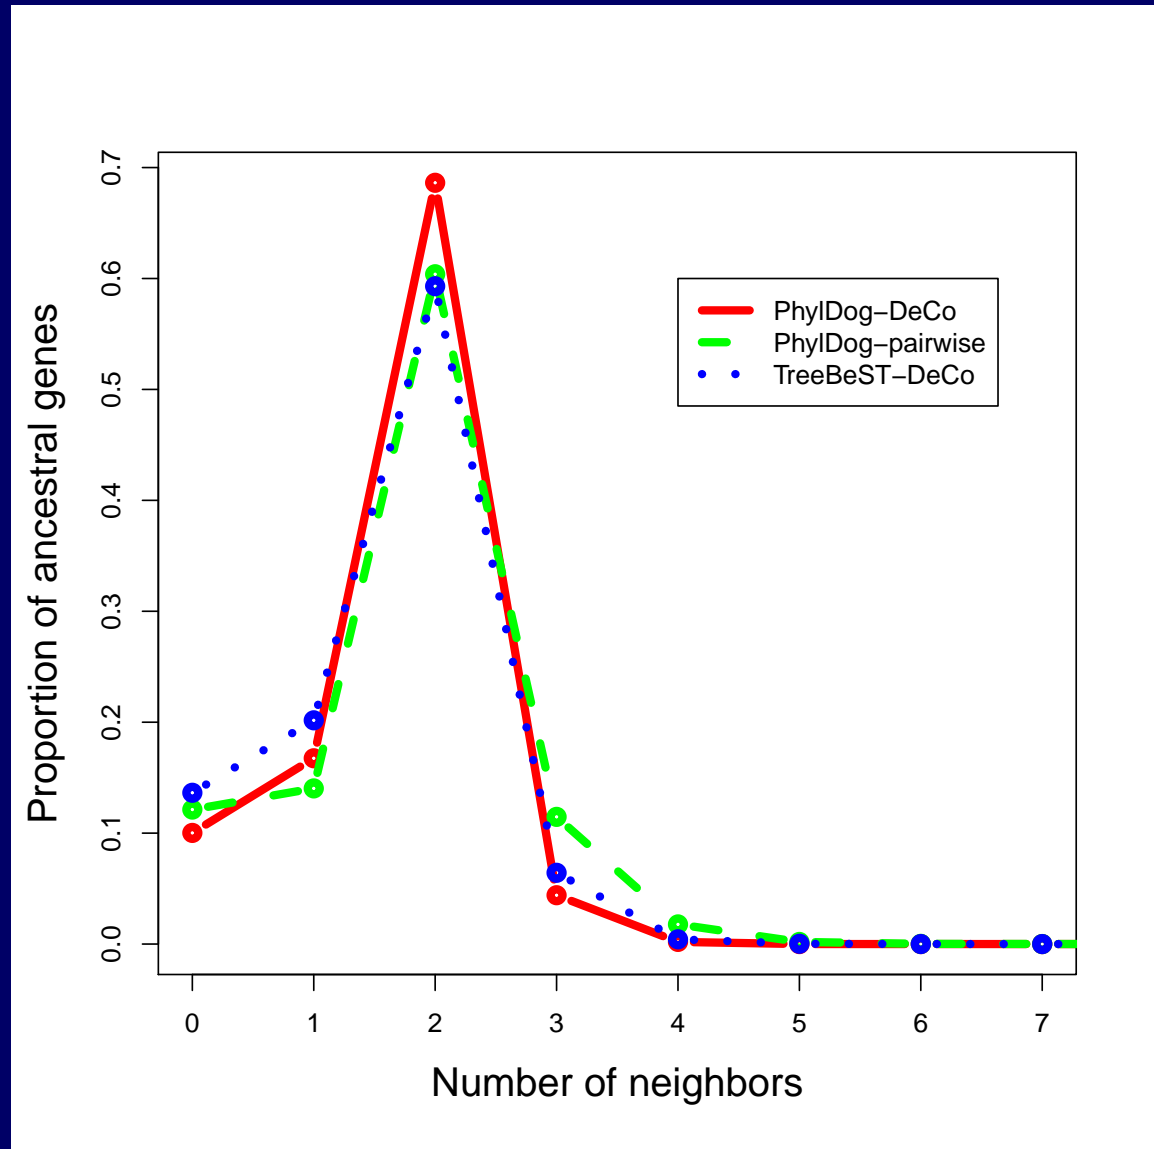 Proportion of ancestral genes
0.7
0.6
0.5
0.4
0.3
0.2
0.1
0.0
PhylDog−DeCo
PhylDog−pairwise
TreeBeST−DeCo
0 1 2 3 4 5 6 7
Number of neighbors